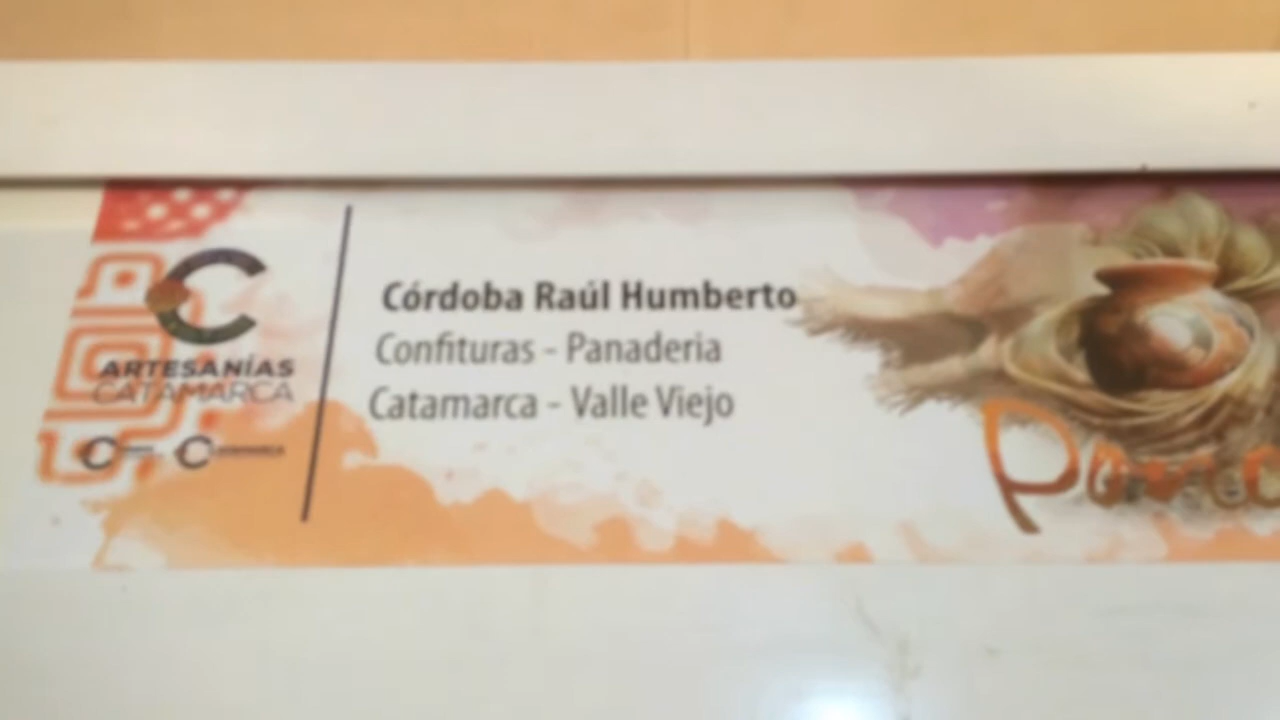 ARTESANÍAS
CATAMARCA
Córdoba Raúl Humberto
Confituras - Panaderia
Catamarca - Valle Viejo